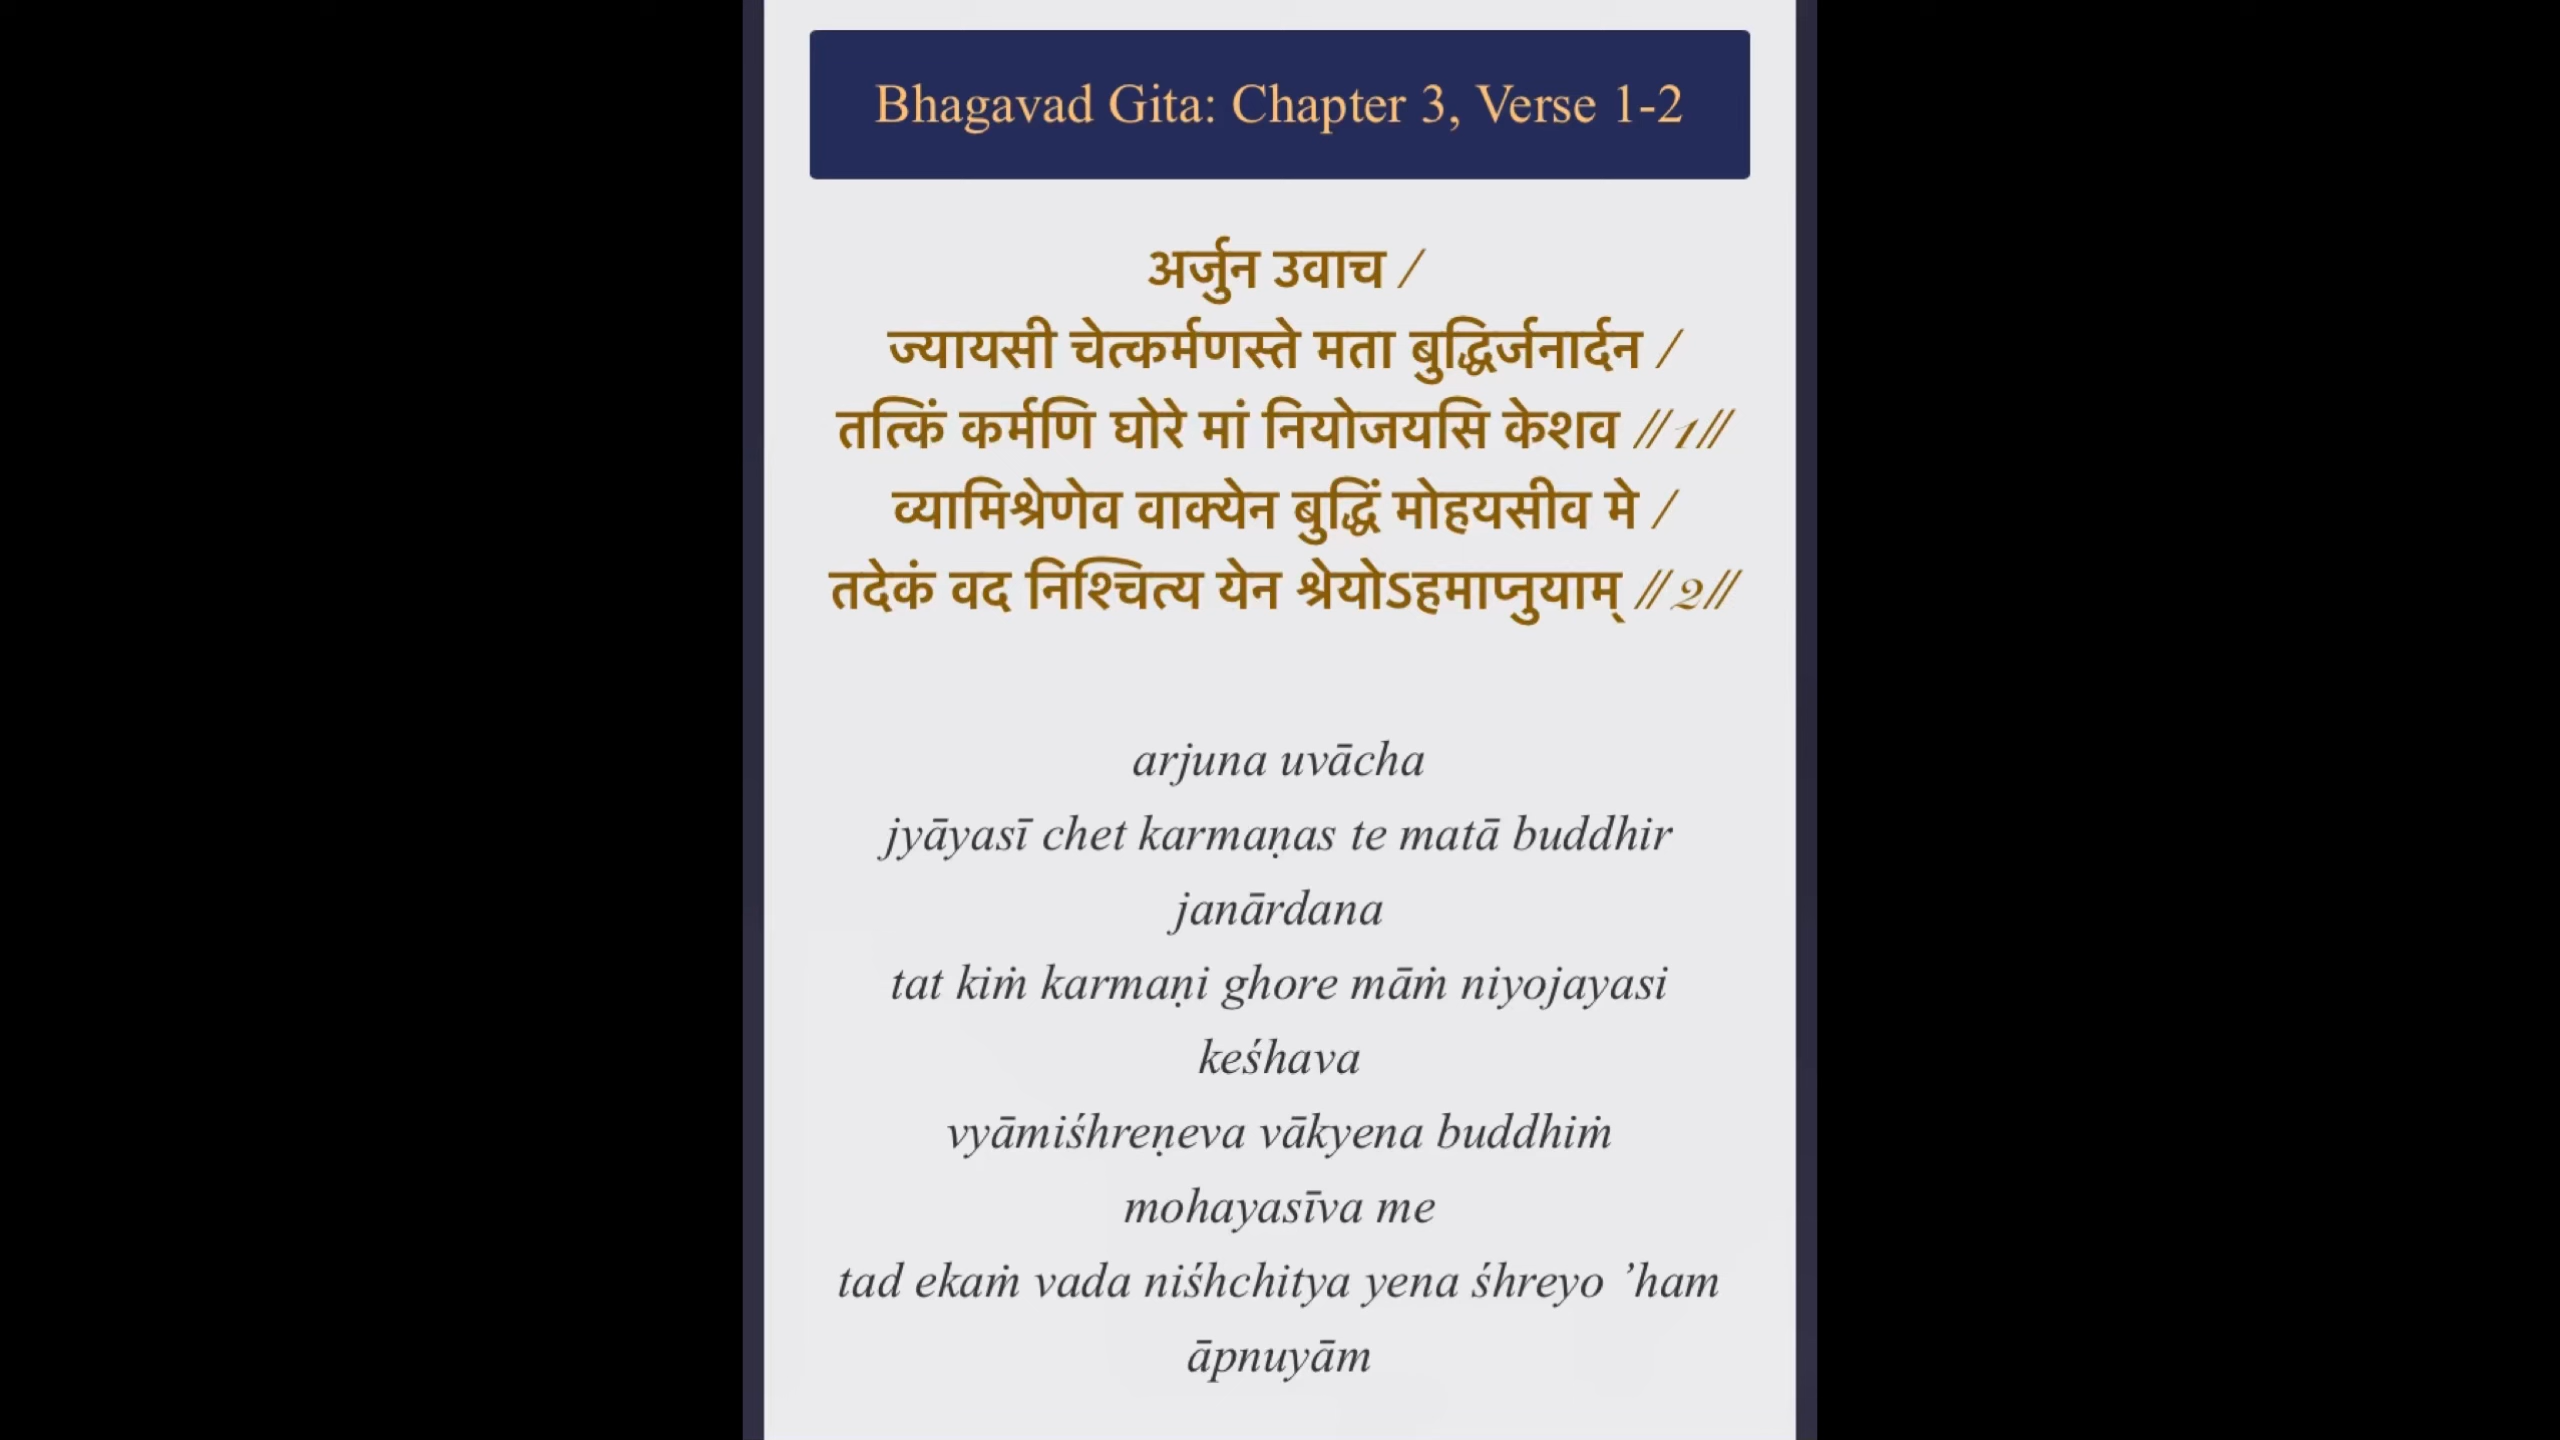 Bhagavad Gita: Chapter 3, Verse 1-2
अर्जुन उवाच /
ज्यायसी चेत्कर्मणस्ते मता बुद्धिर्जनार्दन /
तत्किं कर्मणि घोरे मां नियोजयसि केशव //1//
व्यामिश्रेणेव वाक्येन बुद्धिं मोहयसीव मे /
तदेकं वद निश्चित्य येन श्रेयोऽहमाप्नुयाम् //2//
arjuna uvācha
jyāyasī chet karmaṇas te matā buddhir
janārdana
tat kiṁ karmaṇi ghore māṁ niyojayasi
keśhava
vyāmiśhreṇeva vākyena buddhiṁ
mohayasīva me
tad ekaṁ vada niśhchitya yena śhreyo ’ham
āpnuyām